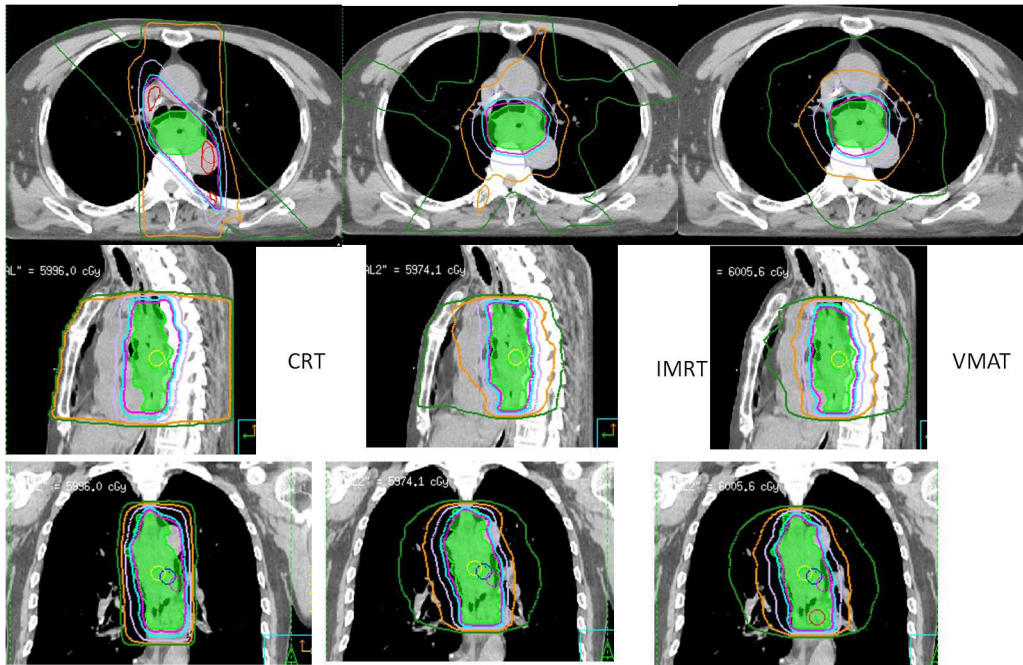 AL" = 5996.0 cGy
AL2" = 5974.1 cGy
= 6005.6 cGy
CRT
IMRT
VMAT
= 5996.0 cGy
L2" = 5974.1 cGy
= 6005.6 cGy